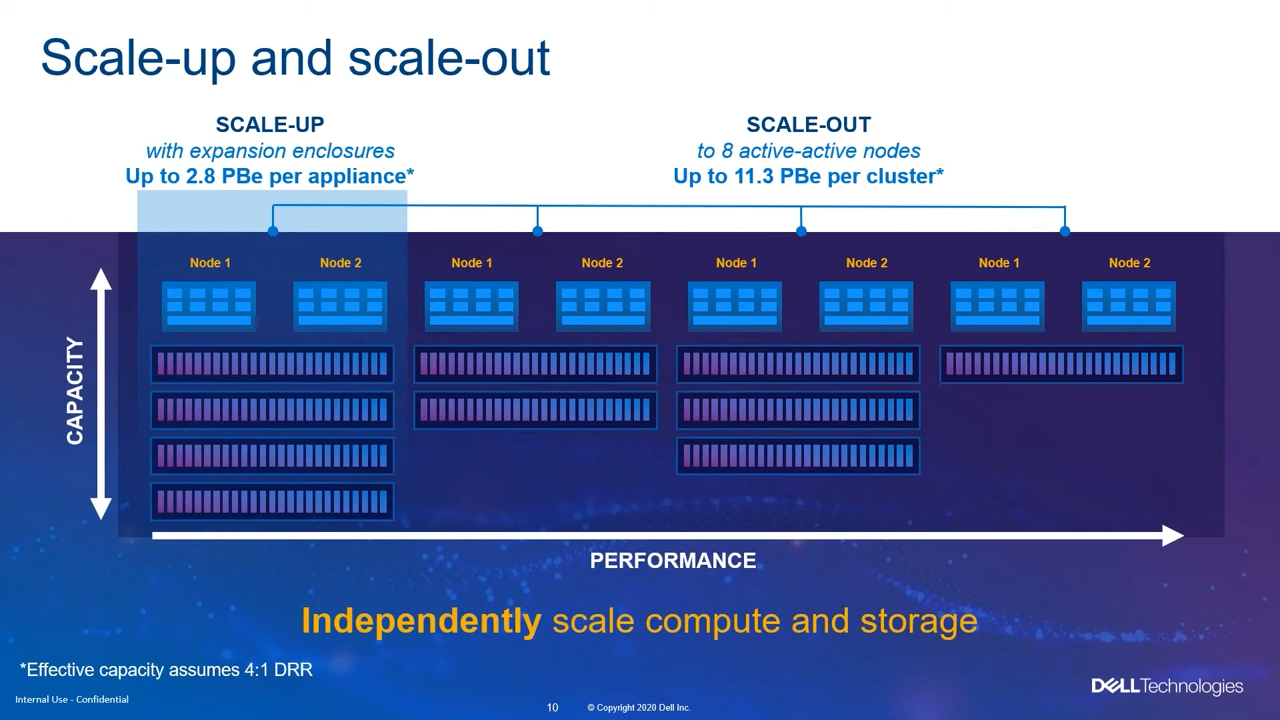 Scale-up and scale-out
SCALE-UP
with expansion enclosures
Up to 2.8 PBe per appliance*
SCALE-OUT
to 8 active-active nodes
Up to 11.3 PBe per cluster*
Node 1
Node 2
Node 1
Node 2
Node 1
Node 2
Node 1
Node 2
CAPACITY
PERFORMANCE
Independently scale compute and storage
*Effective capacity assumes 4:1 DRR
Internal Use - Confidential
10
© Copyright 2020 Dell Inc.
DELLTechnologies